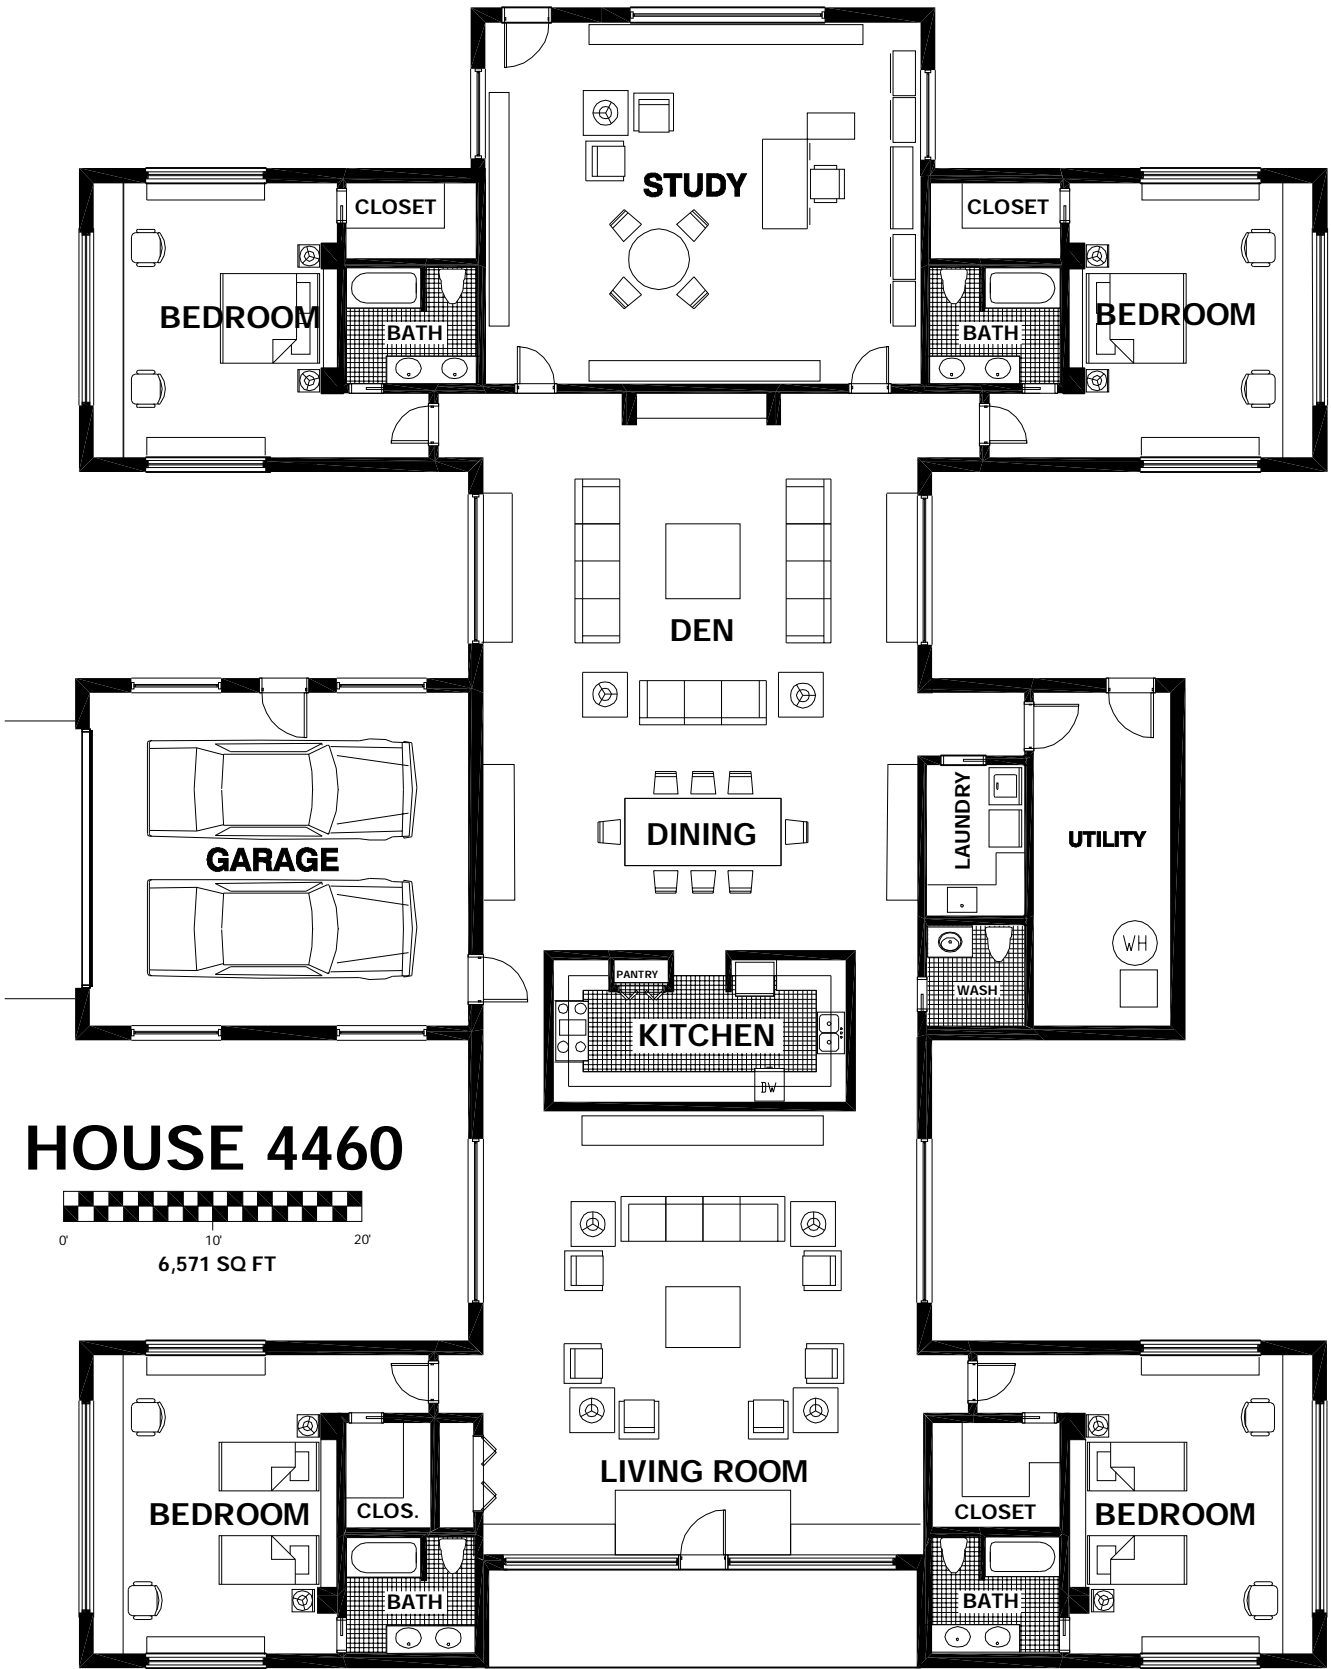 STUDY
CLOSET
CLOSET
BEDROOM
BATH
BATH
BEDROOM
DEN
LAUNDRY
DINING
UTILITY
GARAGE
WH
PANTRY
WASH
KITCHEN
DW
HOUSE 4460
0' 10' 20'
6,571 SQ FT
LIVING ROOM
BEDROOM
CLOS.
CLOSET
BEDROOM
BATH
BATH